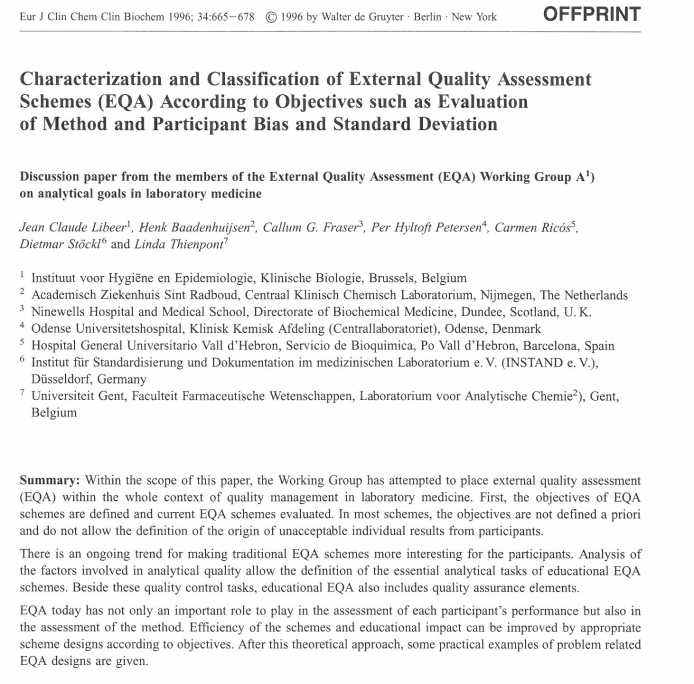 Eur J Clin Chem Clin Biochem 1996; 34:665–678 © 1996 by Walter de Gruyter · Berlin · New York OFFPRINT
Characterization and Classification of External Quality Assessment
Schemes (EQA) According to Objectives such as Evaluation
of Method and Participant Bias and Standard Deviation
Discussion paper from the members of the External Quality Assessment (EQA) Working Group A¹)
on analytical goals in laboratory medicine
Jean Claude Libeer¹, Henk Baadenhuijsen², Callum G. Fraser³, Per Hyltoft Petersen⁴, Carmen Ricós⁵,
Dietmar Stöckl⁶ and Linda Thienpont⁷
¹ Instituut voor Hygiëne en Epidemiologie, Klinische Biologie, Brussels, Belgium
² Academisch Ziekenhuis Sint Radboud, Centraal Klinisch Chemisch Laboratorium, Nijmegen, The Netherlands
³ Ninewells Hospital and Medical School, Directorate of Biochemical Medicine, Dundee, Scotland, U. K.
⁴ Odense Universitetshospital, Klinisk Kemisk Afdeling (Centrallaboratoriet), Odense, Denmark
⁵ Hospital General Universitario Vall d'Hebron, Servicio de Bioquimica, Po Vall d'Hebron, Barcelona, Spain
⁶ Institut für Standardisierung und Dokumentation im medizinischen Laboratorium e. V. (INSTAND e. V.),
Düsseldorf, Germany
⁷ Universiteit Gent, Faculteit Farmaceutische Wetenschappen, Laboratorium voor Analytische Chemie²), Gent,
Belgium
Summary: Within the scope of this paper, the Working Group has attempted to place external quality assessment
(EQA) within the whole context of quality management in laboratory medicine. First, the objectives of EQA
schemes are defined and current EQA schemes evaluated. In most schemes, the objectives are not defined a priori
and do not allow the definition of the origin of unacceptable individual results from participants.
There is an ongoing trend for making traditional EQA schemes more interesting for the participants. Analysis of
the factors involved in analytical quality allow the definition of the essential analytical tasks of educational EQA
schemes. Beside these quality control tasks, educational EQA also includes quality assurance elements.
EQA today has not only an important role to play in the assessment of each participant's performance but also in
the assessment of the method. Efficiency of the schemes and educational impact can be improved by appropriate
scheme designs according to objectives. After this theoretical approach, some practical examples of problem related
EQA designs are given.